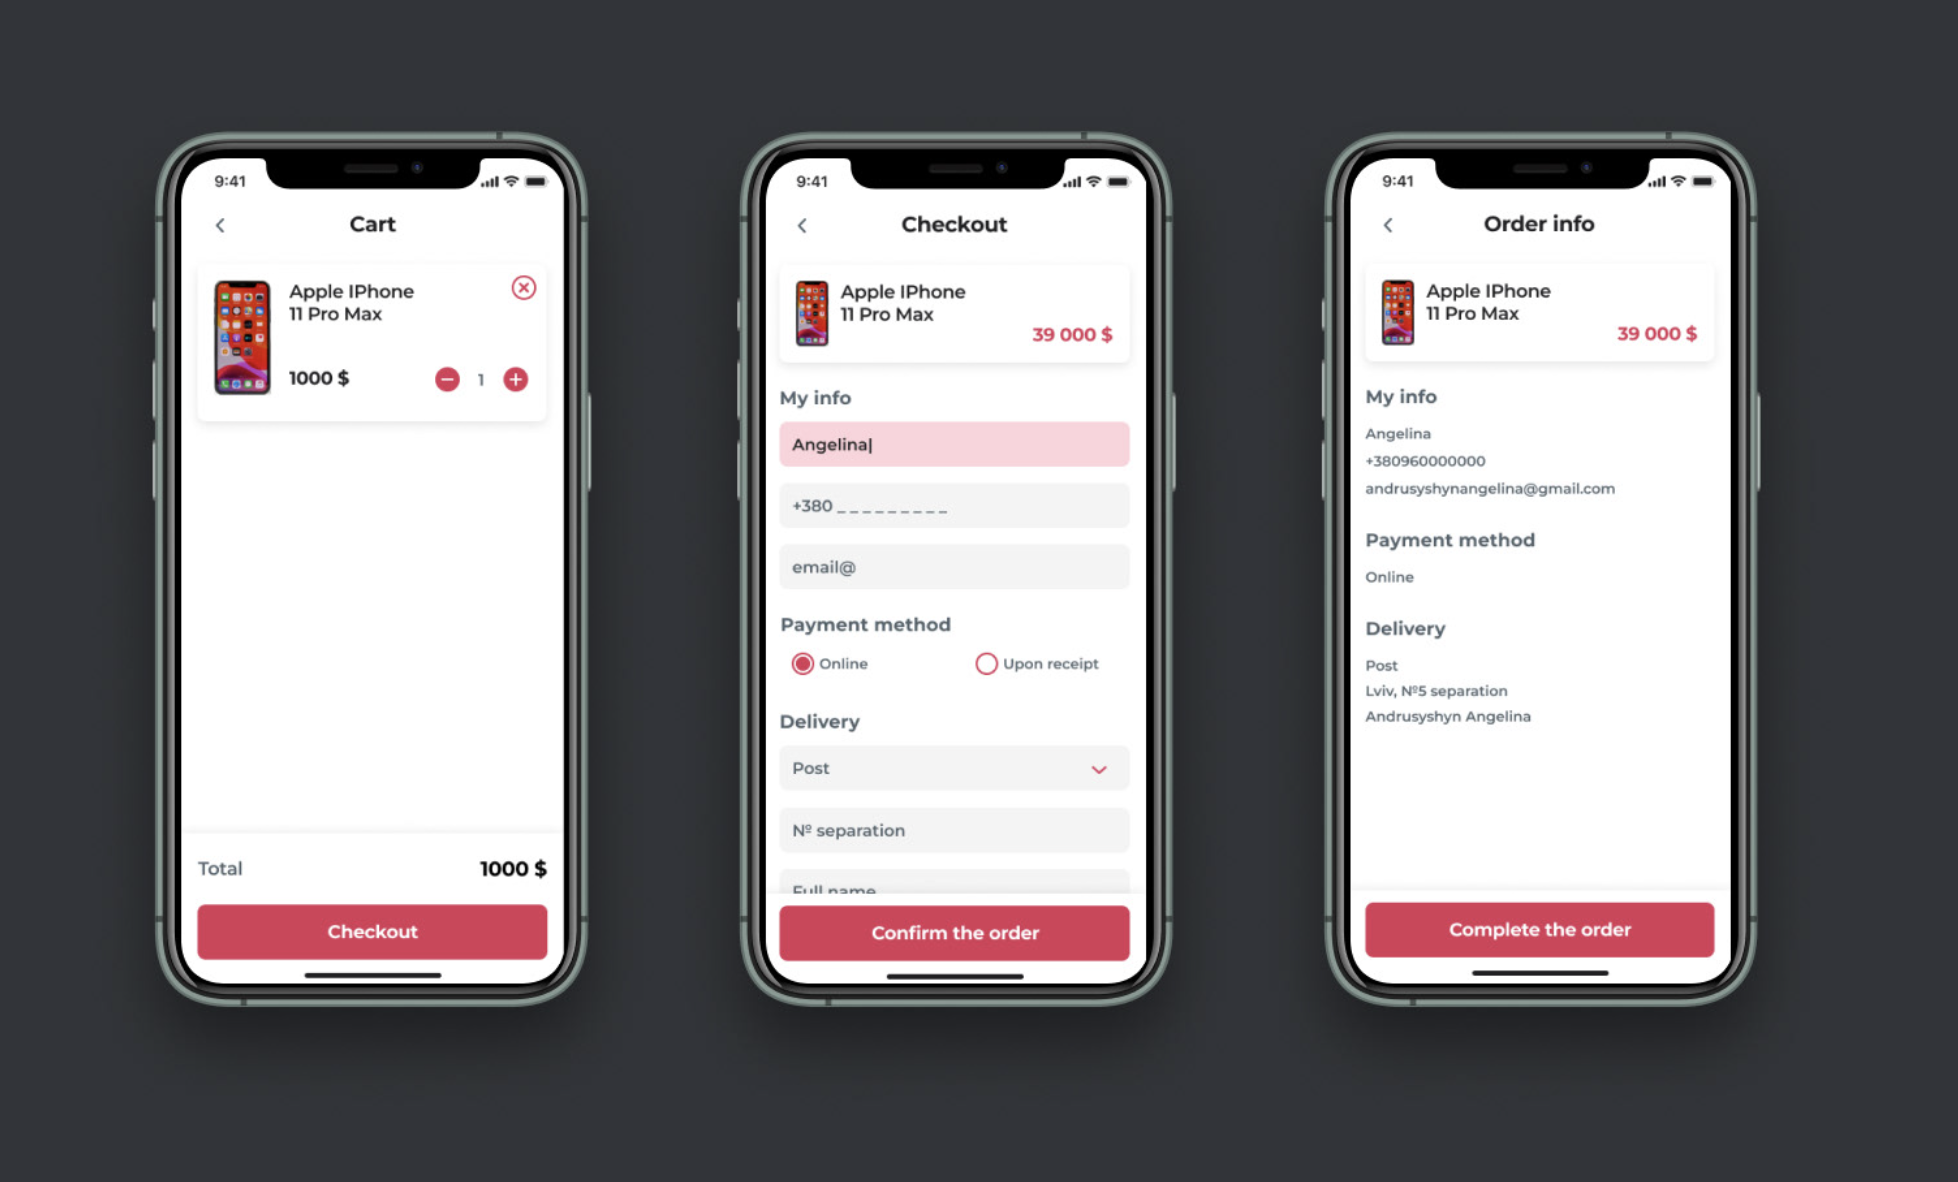 9:41
Cart
Apple IPhone
11 Pro Max
1000 $
1
Total
1000 $
Checkout
9:41
Checkout
Apple IPhone
11 Pro Max
39 000 $
My info
Angelina|
+380 _ _ _ _ _ _ _ _ _
email@
Payment method
Online
Upon receipt
Delivery
Post
№ separation
Full name
Confirm the order
9:41
Order info
Apple IPhone
11 Pro Max
39 000 $
My info
Angelina
+380960000000
andrusyshynangelina@gmail.com
Payment method
Online
Delivery
Post
Lviv, №5 separation
Andrusyshyn Angelina
Complete the order